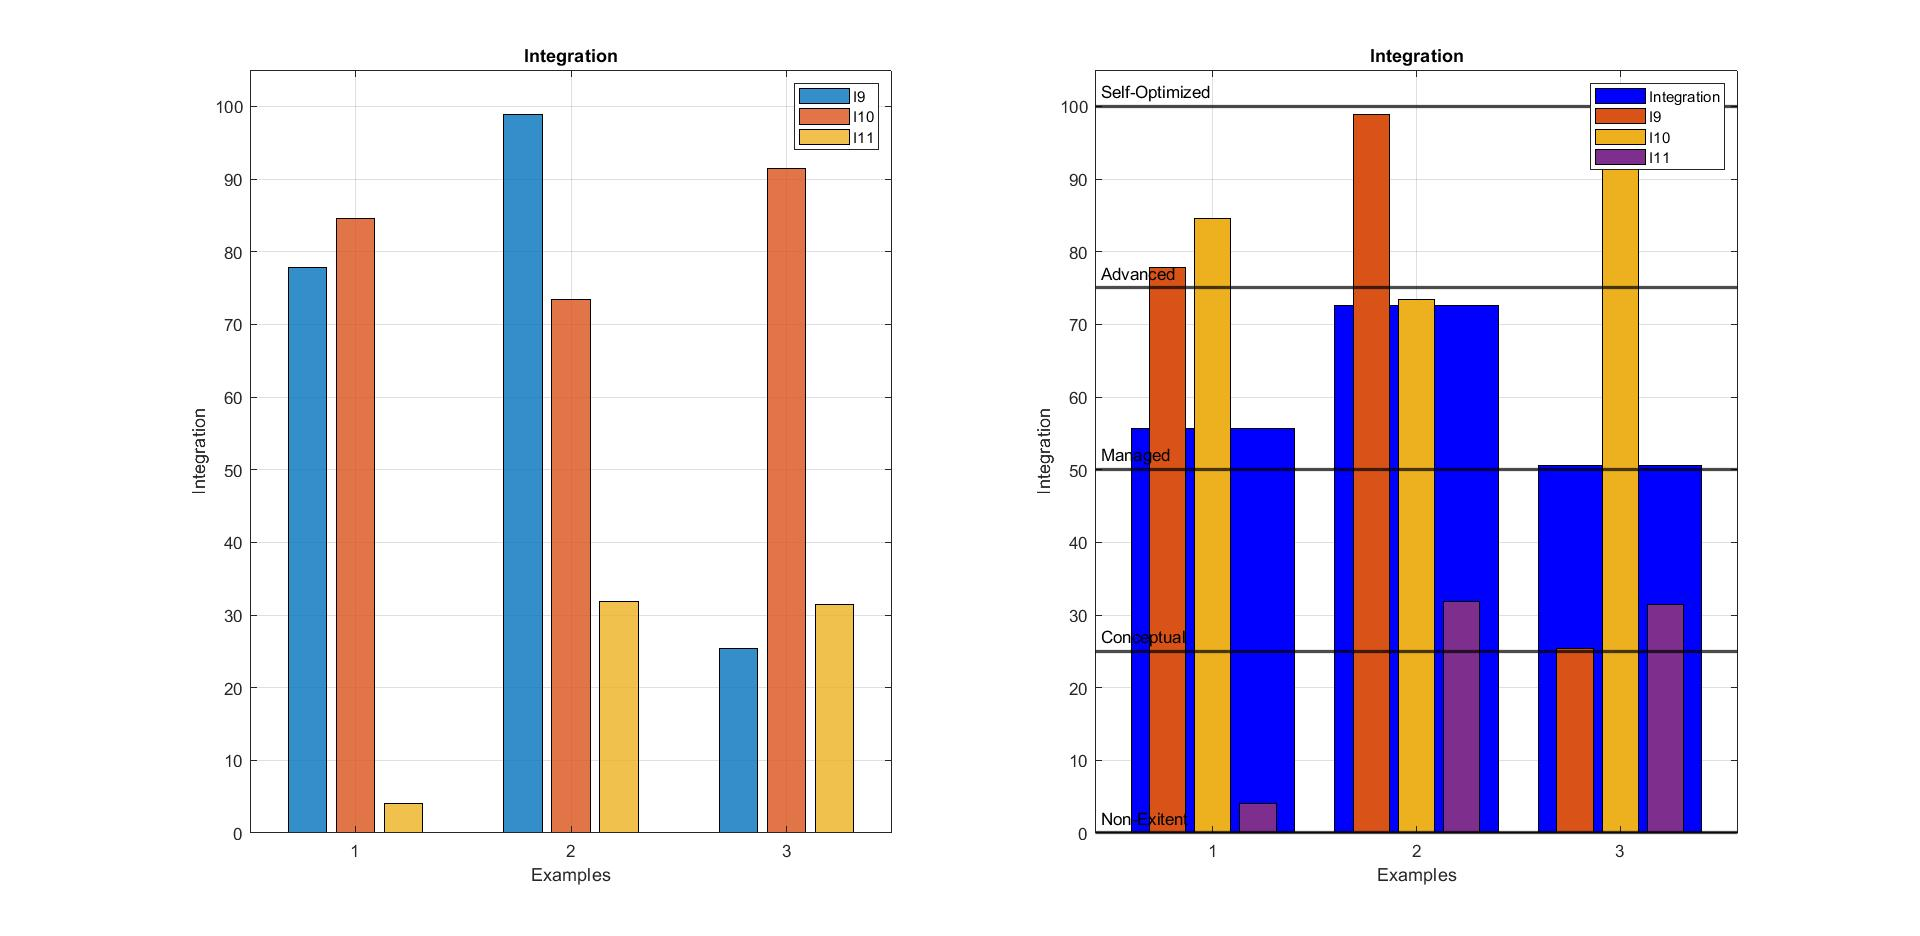 Integration
I9
I10
I11
100
90
80
70
60
50
40
30
20
10
0
Integration
1
2
3
Examples
Integration
Integration
I9
I10
I11
Self-Optimized
Advanced
Managed
Conceptual
Non-Exitent
100
90
80
70
60
50
40
30
20
10
0
Integration
1
2
3
Examples